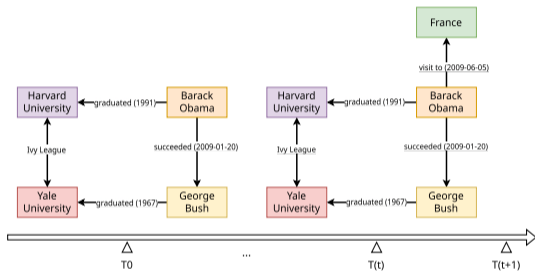 France
visit to (2009-06-05)
Harvard
University
graduated (1991)
Barack
Obama
Harvard
University
graduated (1991)
Barack
Obama
Ivy League
succeeded (2009-01-20)
Ivy League
succeeded (2009-01-20)
Yale
University
graduated (1967)
George
Bush
Yale
University
graduated (1967)
George
Bush
T0
...
T(t)
T(t+1)